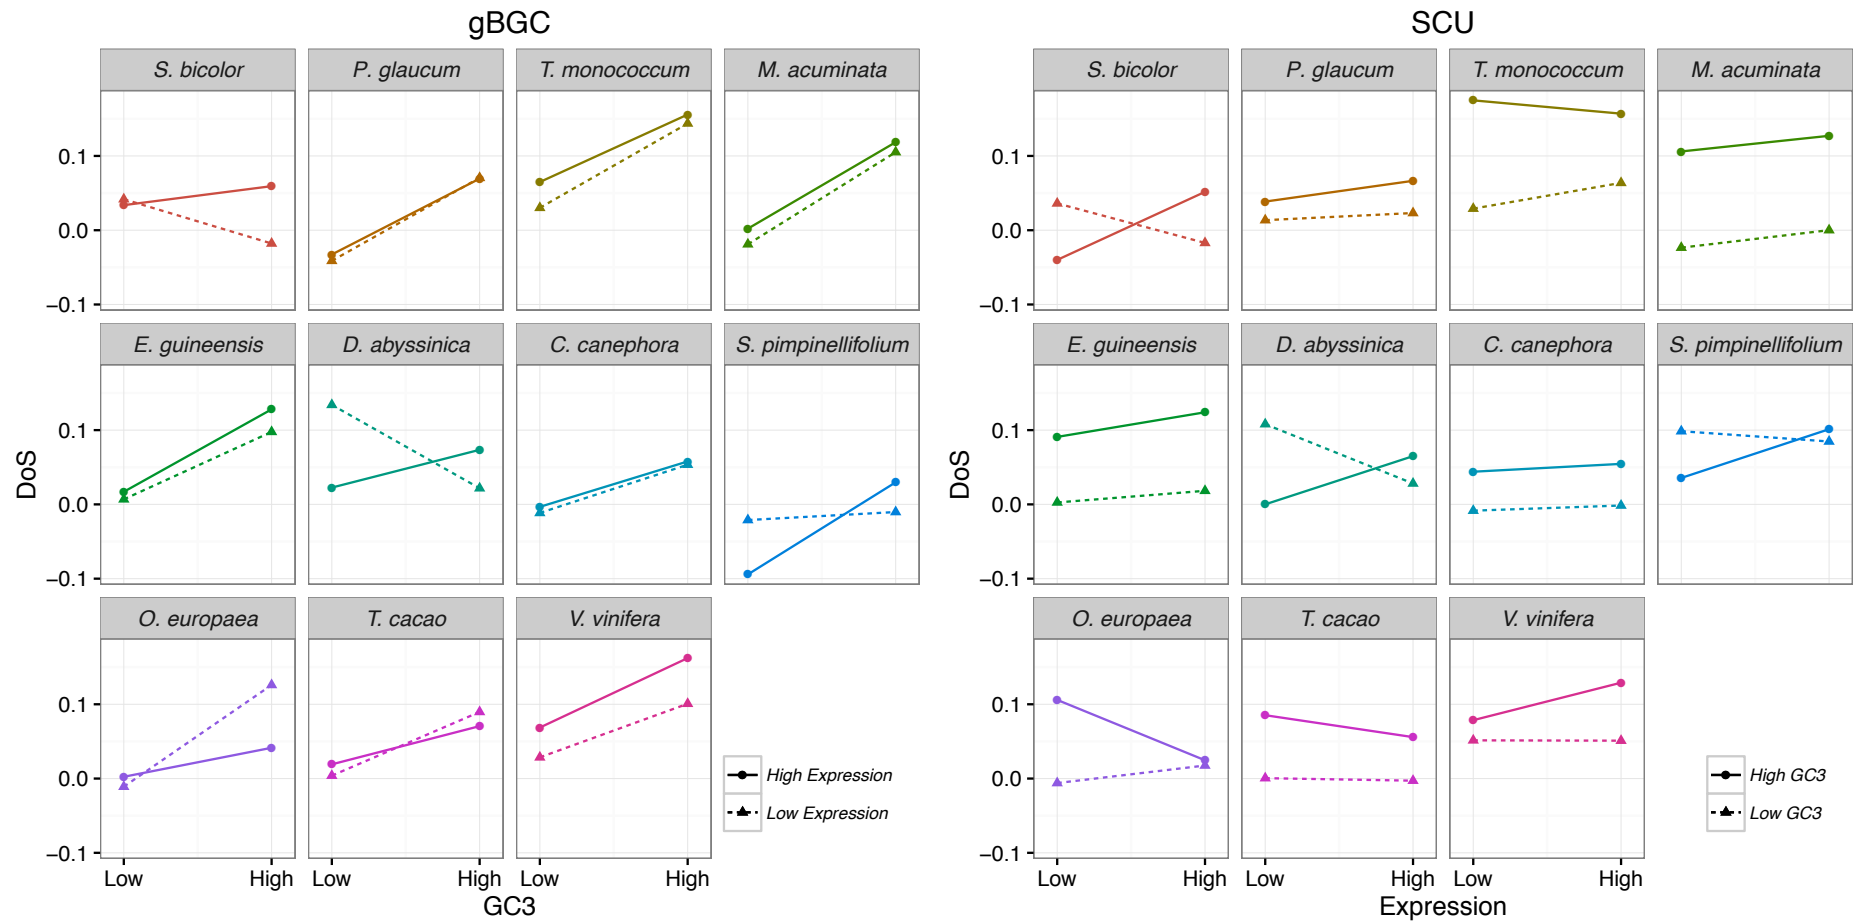 gBGC
S. bicolor
P. glaucum
T. monococcum
M. acuminata
0.1
0.0
−0.1
E. guineensis
D. abyssinica
C. canephora
S. pimpinellifolium
DoS
0.1
0.0
−0.1
O. europaea
T. cacao
V. vinifera
0.1
0.0
−0.1
High Expression
Low Expression
Low High Low High Low High
GC3
SCU
S. bicolor
P. glaucum
T. monococcum
M. acuminata
0.1
0.0
−0.1
E. guineensis
D. abyssinica
C. canephora
S. pimpinellifolium
DoS
0.1
0.0
−0.1
O. europaea
T. cacao
V. vinifera
0.1
0.0
−0.1
High GC3
Low GC3
Low High Low High Low High
Expression